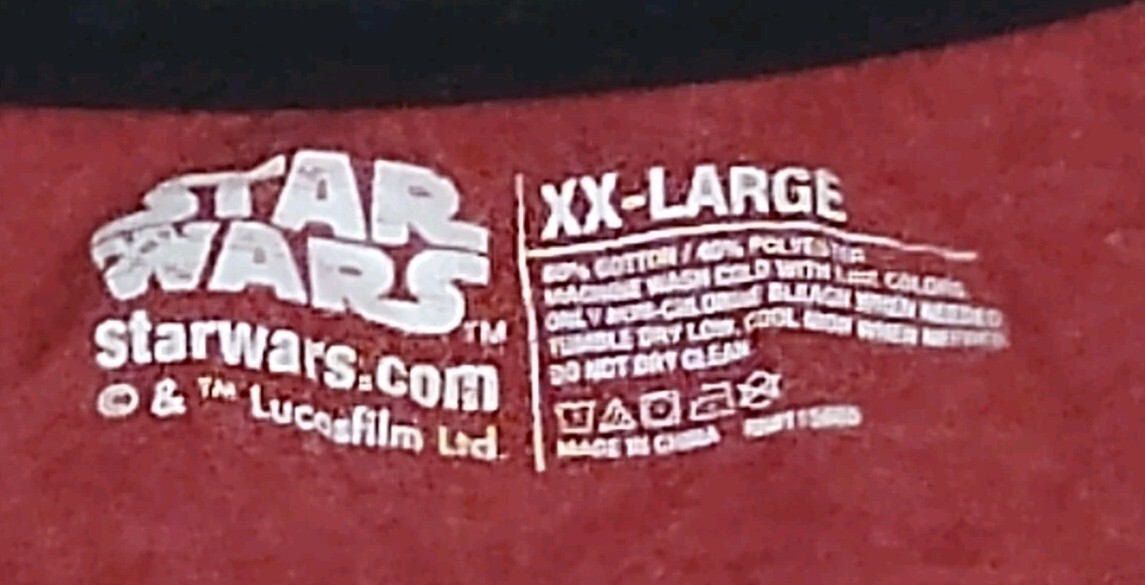 STAR
WARS
TM
starwars.com
© & ™ Lucasfilm Ltd.
XX-LARGE
60% COTTON / 40% POLYESTER
MACHINE WASH COLD WITH LIKE COLORS,
ONLY NON-CHLORINE BLEACH WHEN NEEDED
TUMBLE DRY LOW, COOL IRON WHEN NEEDED,
DO NOT DRY CLEAN
MADE IN CHINA